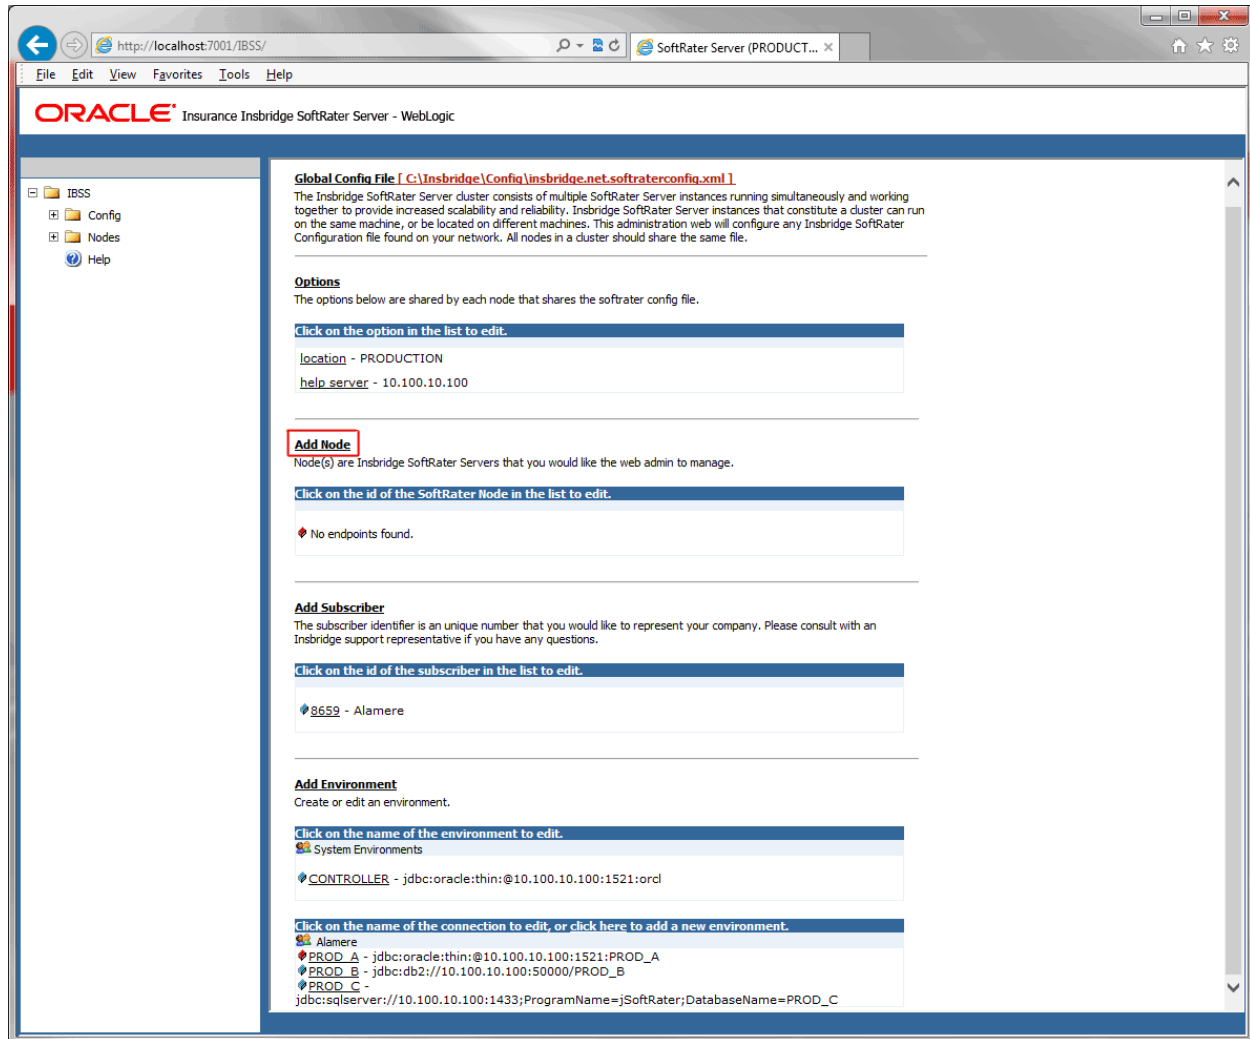 http://localhost:7001/IBSS/
SoftRater Server (PRODUCT...
File Edit View Favorites Tools Help
ORACLE Insurance Insbridge SoftRater Server - WebLogic
IBSS
Config
Nodes
Help
Global Config File [ C:\Insbridge\Config\insbridge.net.softraterconfig.xml ]
The Insbridge SoftRater Server cluster consists of multiple SoftRater Server instances running simultaneously and working
together to provide increased scalability and reliability. Insbridge SoftRater Server instances that constitute a cluster can run
on the same machine, or be located on different machines. This administration web will configure any Insbridge SoftRater
Configuration file found on your network. All nodes in a cluster should share the same file.
Options
The options below are shared by each node that shares the softrater config file.
Click on the option in the list to edit.
location - PRODUCTION
help server - 10.100.10.100
Add Node
Node(s) are Insbridge SoftRater Servers that you would like the web admin to manage.
Click on the id of the SoftRater Node in the list to edit.
No endpoints found.
Add Subscriber
The subscriber identifier is an unique number that you would like to represent your company. Please consult with an
Insbridge support representative if you have any questions.
Click on the id of the subscriber in the list to edit.
8659 - Alamere
Add Environment
Create or edit an environment.
Click on the name of the environment to edit.
System Environments
CONTROLLER - jdbc:oracle:thin:@10.100.10.100:1521:orcl
Click on the name of the connection to edit, or click here to add a new environment.
Alamere
PROD_A - jdbc:oracle:thin:@10.100.10.100:1521:PROD_A
PROD_B - jdbc:db2://10.100.10.100:50000/PROD_B
PROD_C -
jdbc:sqlserver://10.100.10.100:1433;ProgramName=jSoftRater;DatabaseName=PROD_C